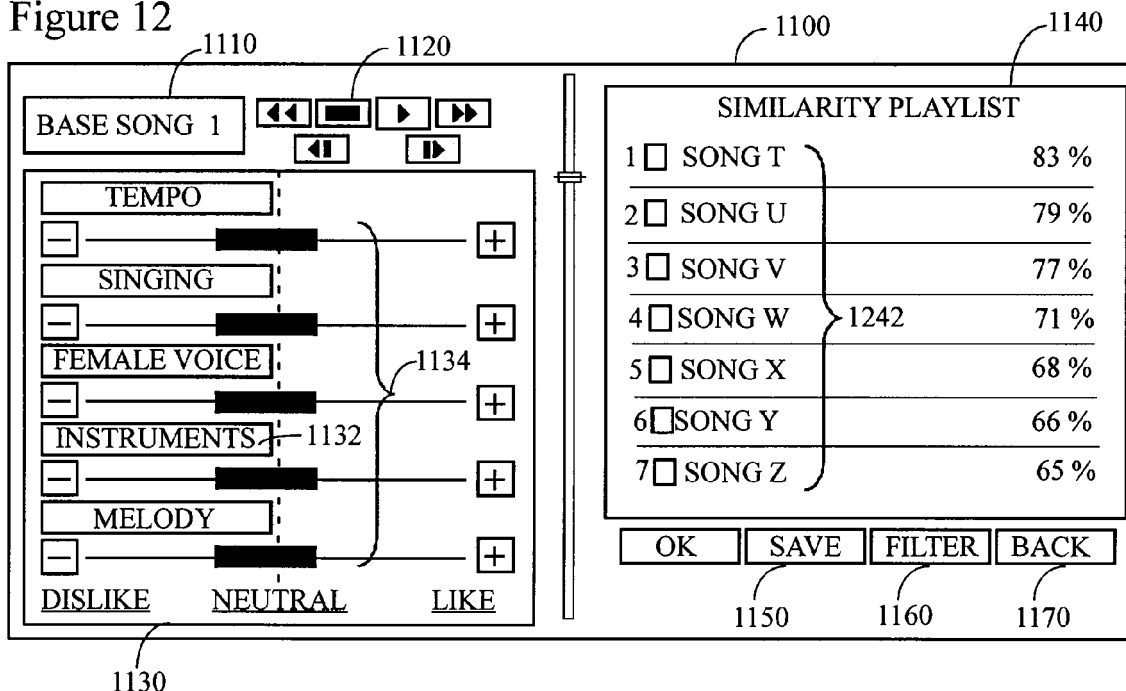 Figure 12
1110
1120
1100
1140
BASE SONG 1
TEMPO
SINGING
FEMALE VOICE
1134
INSTRUMENTS
1132
MELODY
DISLIKE NEUTRAL LIKE
1130
SIMILARITY PLAYLIST
1 SONG T 83 %
2 SONG U 79 %
3 SONG V 77 %
4 SONG W 71 %
1242
5 SONG X 68 %
6 SONG Y 66 %
7 SONG Z 65 %
OK SAVE FILTER BACK
1150 1160 1170